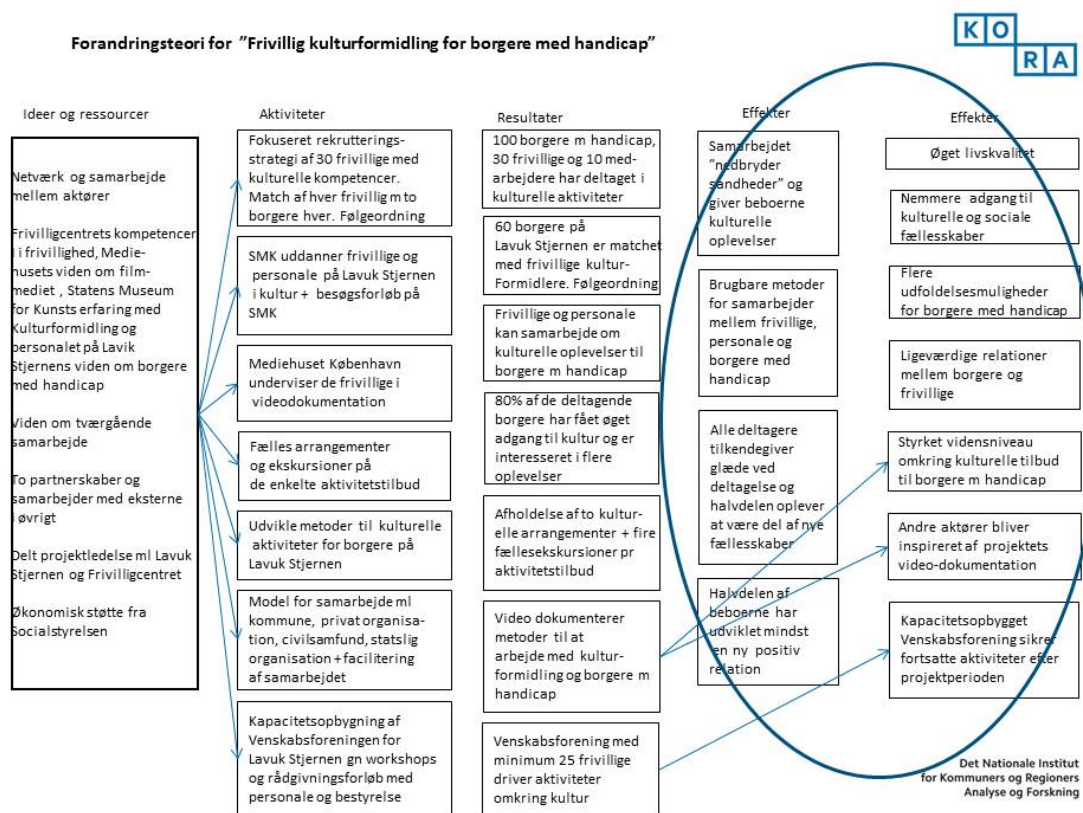 Forandringsteori for "Frivillig kulturformidling for borgere med handicap"
KO
RA
Ideer og ressourcer
Netværk og samarbejde
mellem aktører
Frivilligcentrets kompetencer
i i frivillighed, Medie-
husets viden om film-
mediet , Statens Museum
for Kunsts erfaring med
Kulturformidling og
personalet på Lavik
Stjernens viden om borgere
med handicap
Viden om tværgående
samarbejde
To partnerskaber og
samarbejder med eksterne
i øvrigt
Delt projektledelse ml Lavuk
Stjernen og Frivilligcentret
Økonomisk støtte fra
Socialstyrelsen
Aktiviteter
Fokuseret rekrutterings-
strategi af 30 frivillige med
kulturelle kompetencer.
Match af hver frivillig m to
borgere hver. Følgeordning
SMK uddanner frivillige og
personale på Lavuk Stjernen
i kultur + besøgsforløb på
SMK
Mediehuset København
underviser de frivillige i
videodokumentation
Fælles arrangementer
og ekskursioner på
de enkelte aktivitetstilbud
Udvikle metoder til kulturelle
aktiviteter for borgere på
Lavuk Stjernen
Model for samarbejde ml
kommune, privat organisa-
tion, civilsamfund, statslig
organisation + facilitering
af samarbejdet
Kapacitetsopbygning af
Venskabsforeningen for
Lavuk Stjernen gn workshops
og rådgivningsforløb med
personale og bestyrelse
Resultater
100 borgere m handicap,
30 frivillige og 10 med-
arbejdere har deltaget i
kulturelle aktiviteter
60 borgere på
Lavuk Stjernen er matchet
med frivillige kultur-
Formidlere. Følgeordning
Frivillige og personale
kan samarbejde om
kulturelle oplevelser til
borgere m handicap
80% af de deltagende
borgere har fået øget
adgang til kultur og er
interesseret i flere
oplevelser
Afholdelse af to kultur-
elle arrangementer + fire
fællesekskursioner pr
aktivitetstilbud
Video dokumenterer
metoder til at
arbejde med kultur-
formidling og borgere m
handicap
Venskabsforening med
minimum 25 frivillige
driver aktiviteter
omkring kultur
Effekter
Samarbejdet
"nedbryder
sandheder" og
giver beboerne
kulturelle
oplevelser
Brugbare metoder
for samarbejder
mellem frivillige,
personale og
borgere med
handicap
Alle deltagere
tilkendegiver
glæde ved
deltagelse og
halvdelen oplever
at være del af nye
fællesskaber
Halvdelen af
beboerne har
udviklet mindst
en ny positiv
relation
Effekter
Øget livskvalitet
Nemmere adgang til
kulturelle og sociale
fællesskaber
Flere
udfoldelsesmuligheder
for borgere med handicap
Ligeværdige relationer
mellem borgere og
frivillige
Styrket vidensniveau
omkring kulturelle tilbud
til borgere m handicap
Andre aktører bliver
inspireret af projektets
video-dokumentation
Kapacitetsopbygget
Venskabsforening sikrer
fortsatte aktiviteter efter
projektperioden
Det Nationale Institut
for Kommuners og Regioners
Analyse og Forskning